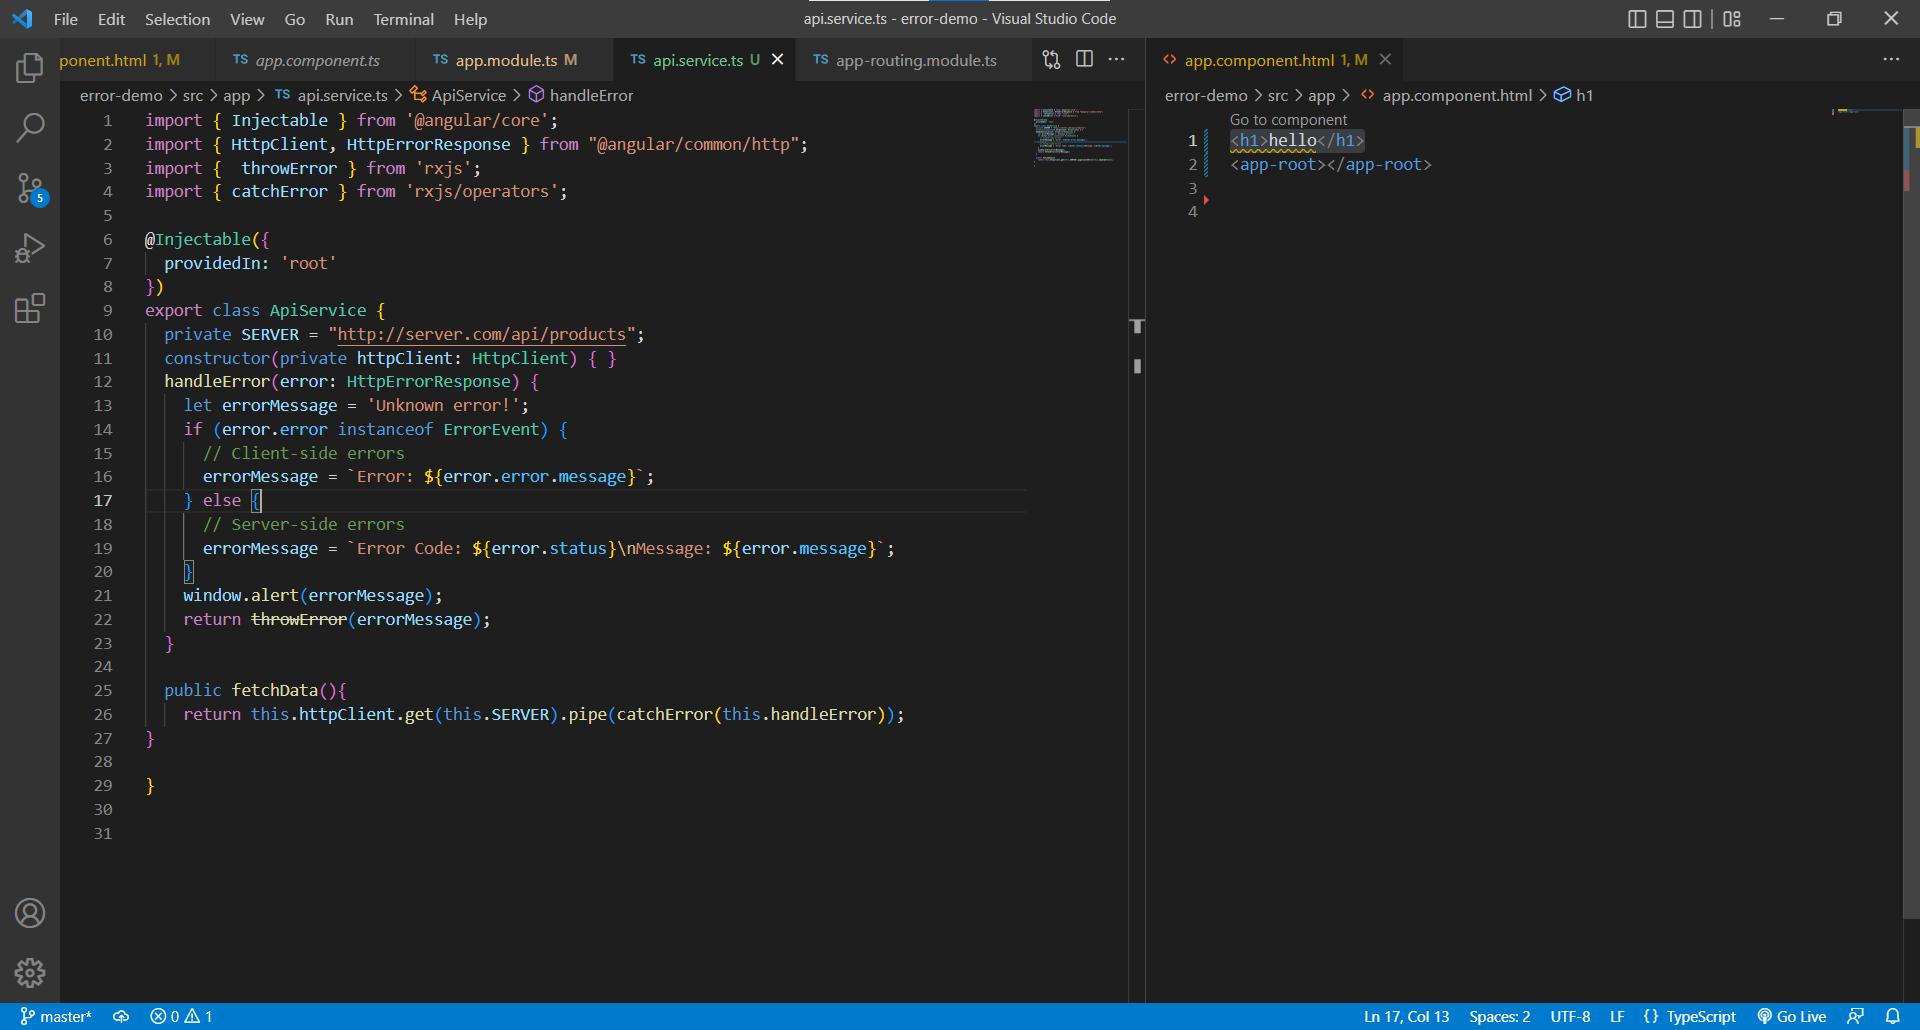 File Edit Selection View Go Run Terminal Help
api.service.ts - error-demo - Visual Studio Code
ponent.html 1, M
TS app.component.ts
TS app.module.ts M
TS api.service.ts U
TS app-routing.module.ts
error-demo > src > app > TS api.service.ts > ApiService > handleError
1 import { Injectable } from '@angular/core';
2 import { HttpClient, HttpErrorResponse } from "@angular/common/http";
3 import {  throwError } from 'rxjs';
4 import { catchError } from 'rxjs/operators';
5
6 @Injectable({
7   providedIn: 'root'
8 })
9 export class ApiService {
10   private SERVER = "http://server.com/api/products";
11   constructor(private httpClient: HttpClient) { }
12   handleError(error: HttpErrorResponse) {
13     let errorMessage = 'Unknown error!';
14     if (error.error instanceof ErrorEvent) {
15       // Client-side errors
16       errorMessage = `Error: ${error.error.message}`;
17     } else {
18       // Server-side errors
19       errorMessage = `Error Code: ${error.status}\nMessage: ${error.message}`;
20     }
21     window.alert(errorMessage);
22     return throwError(errorMessage);
23   }
24
25   public fetchData(){
26     return this.httpClient.get(this.SERVER).pipe(catchError(this.handleError));
27 }
28
29 }
30
31
app.component.html 1, M
error-demo > src > app > app.component.html > h1
Go to component
1 <h1>hello</h1>
2 <app-root></app-root>
3
4
5
master*
0 1
Ln 17, Col 13
Spaces: 2
UTF-8
LF
{ } TypeScript
Go Live